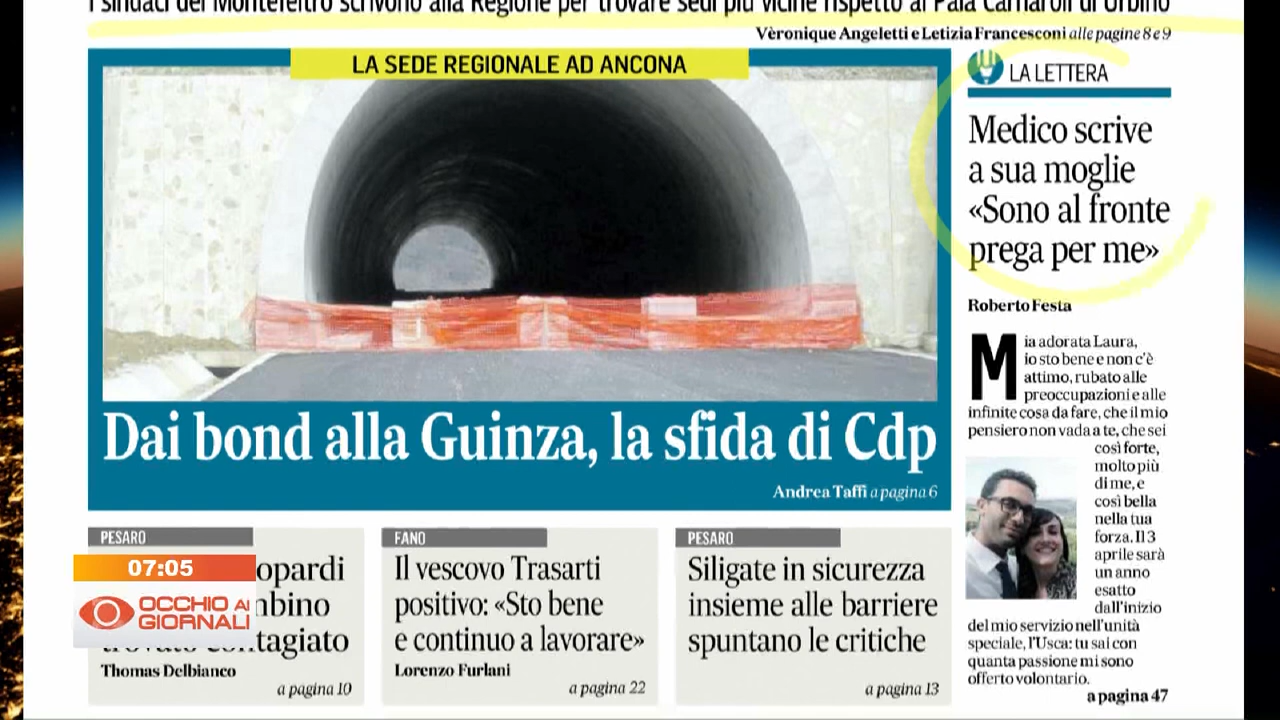 I sindaci del Montefeltro scrivono alla Regione per trovare sedi più vicine rispetto al Pala Carnaroli di Urbino
Vèronique Angeletti e Letizia Francesconi alle pagine 8 e 9
LA SEDE REGIONALE AD ANCONA
Dai bond alla Guinza, la sfida di Cdp
Andrea Taffi a pagina 6
LA LETTERA
Medico scrive
a sua moglie
«Sono al fronte
prega per me»
Roberto Festa
Mia adorata Laura,
io sto bene e non c'è
attimo, rubato alle
preoccupazioni e alle
infinite cosa da fare, che il mio
pensiero non vada a te, che sei
così forte,
molto più
di me, e
così bella
nella tua
forza. Il 3
aprile sarà
un anno
esatto
dall'inizio
del mio servizio nell'unità
speciale, l'Usca: tu sai con
quanta passione mi sono
offerto volontario.
a pagina 47
PESARO
opardi
mbino
trovato contagiato
Thomas Delbianco
a pagina 10
FANO
Il vescovo Trasarti
positivo: «Sto bene
e continuo a lavorare»
Lorenzo Furlani
a pagina 22
PESARO
Siligate in sicurezza
insieme alle barriere
spuntano le critiche
a pagina 13
07:05
OCCHIO AI
GIORNALI